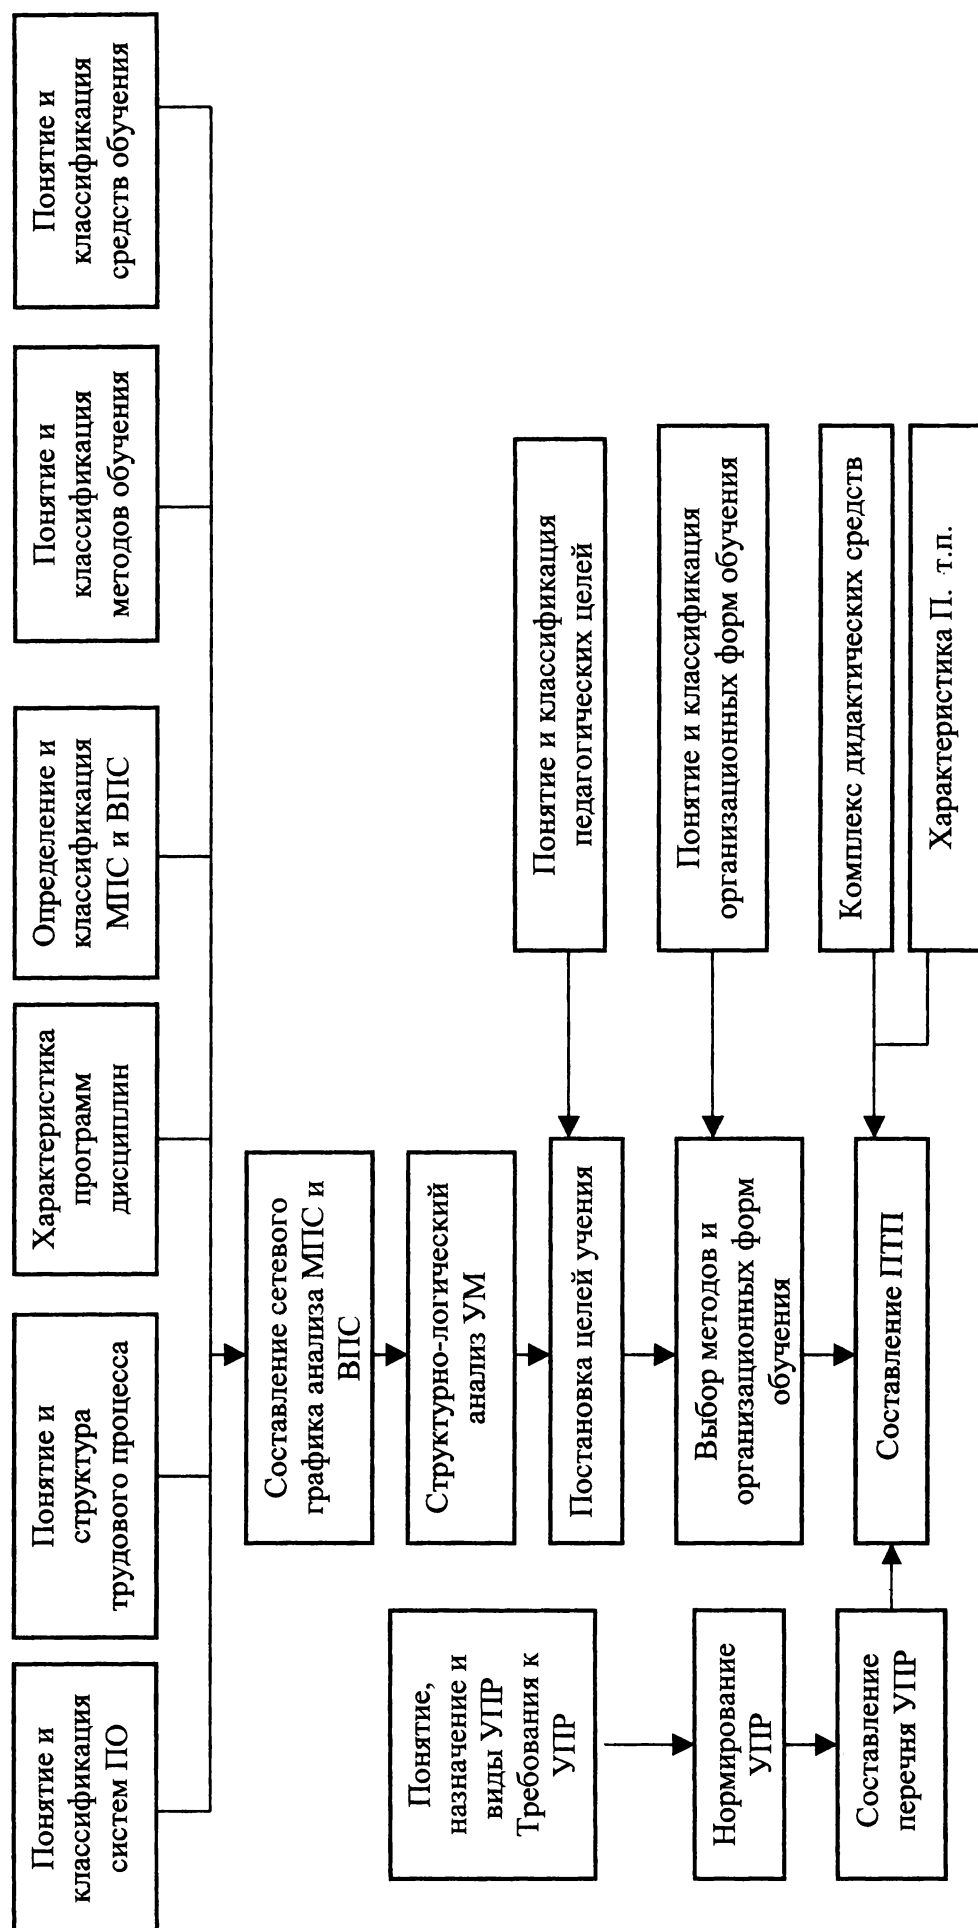 Понятие и
классификация
систем ПО
Понятие и
структура
трудового процесса
Характеристика
программ
дисциплин
Определение и
классификация
МПС и ВПС
Понятие и
классификация
методов обучения
Понятие и
классификация
средств обучения
Составление сетевого
графика анализа МПС и
ВПС
Структурно-логический
анализ УМ
Постановка целей учения
Понятие и классификация
педагогических целей
Выбор методов и
организационных форм
обучения
Понятие и классификация
организационных форм обучения
Понятие,
назначение и
виды УПР
Требования к
УПР
Нормирование
УПР
Составление
перечня УПР
Составление ПТП
Комплекс дидактических средств
Характеристика П. т.п.